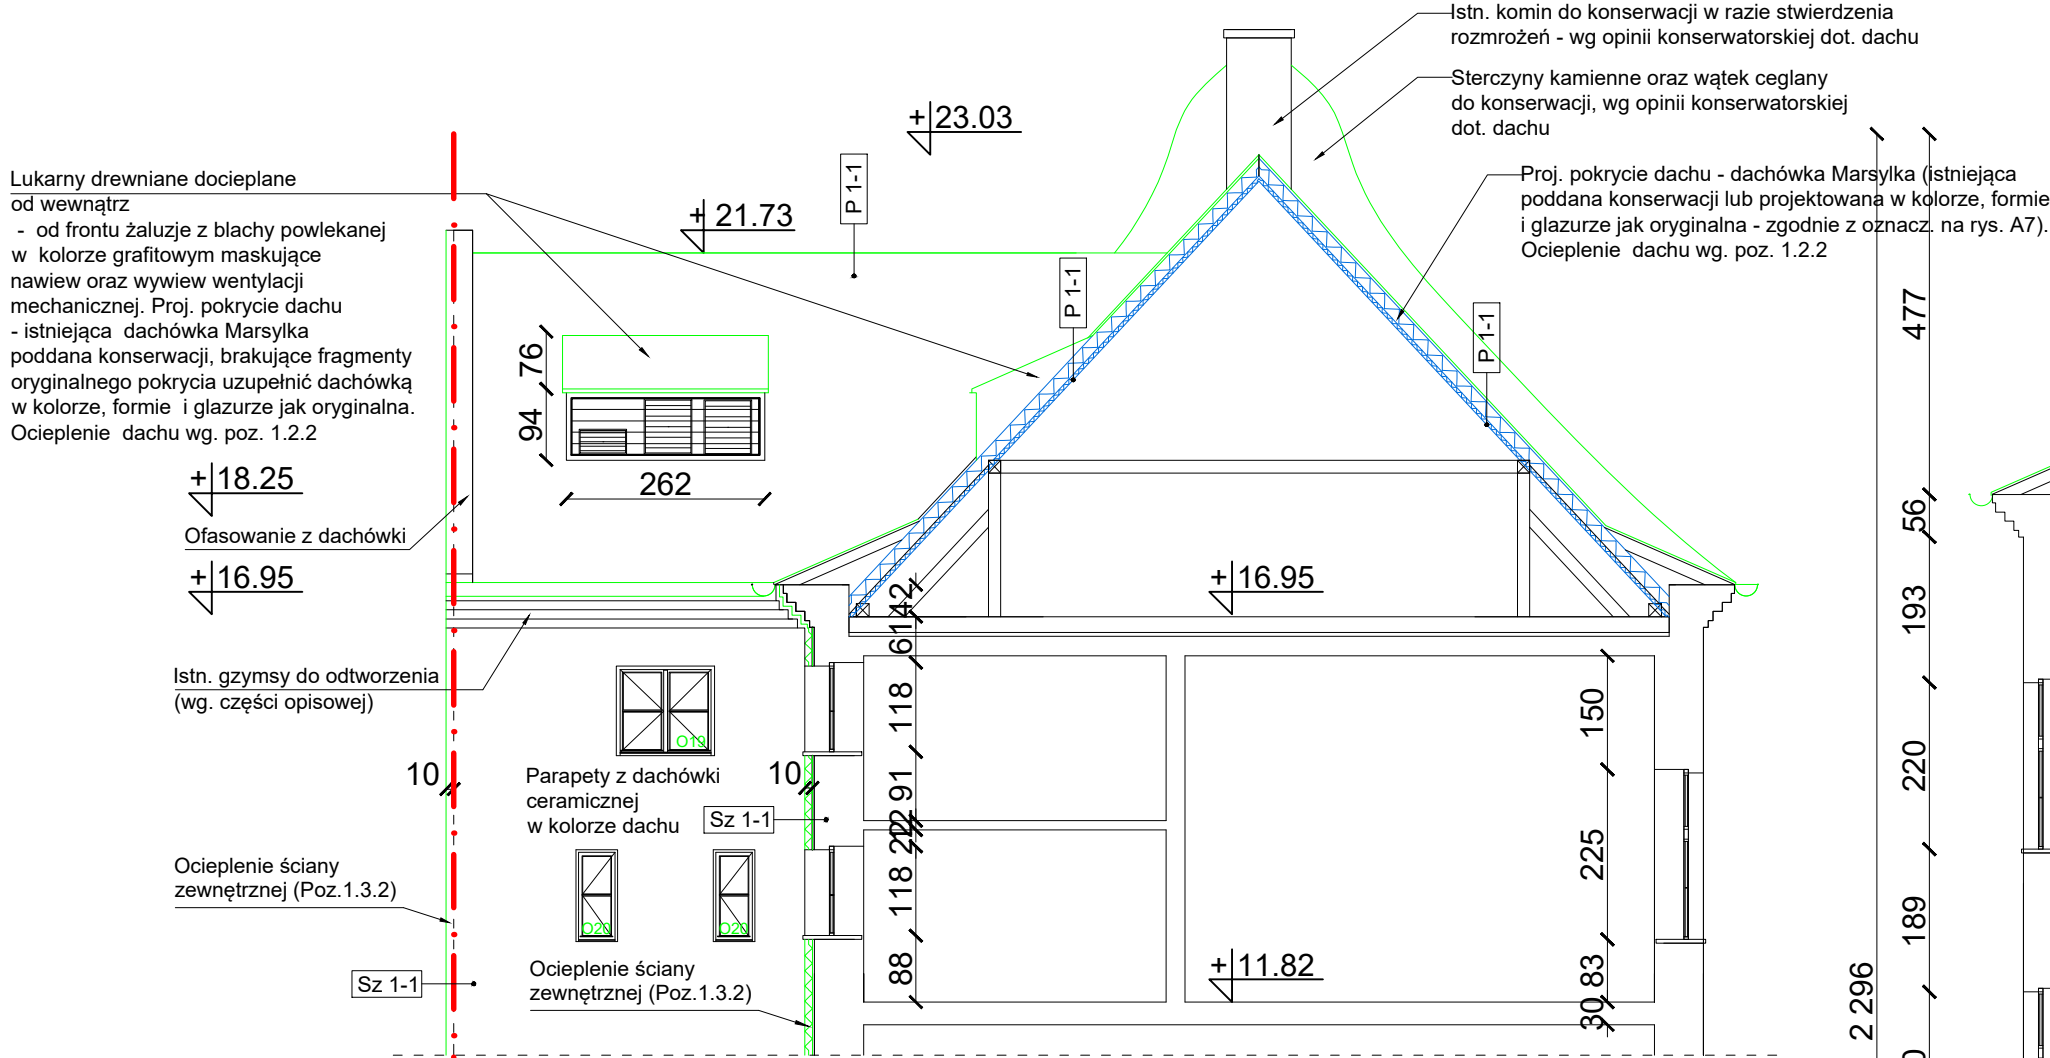 Istn. komin do konserwacji w razie stwierdzenia
rozmrożeń - wg opinii konserwatorskiej dot. dachu
Sterczyny kamienne oraz wątek ceglany
do konserwacji, wg opinii konserwatorskiej
dot. dachu
Proj. pokrycie dachu - dachówka Marsylka (istniejąca
poddana konserwacji lub projektowana w kolorze, formie
i glazurze jak oryginalna - zgodnie z oznacz. na rys. A7).
Ocieplenie dachu wg. poz. 1.2.2
+23.03
+21.73
P 1-1
P 1-1
P 1-1
Lukarny drewniane docieplane
od wewnątrz
- od frontu żaluzje z blachy powlekanej
w kolorze grafitowym maskujące
nawiew oraz wywiew wentylacji
mechanicznej. Proj. pokrycie dachu
- istniejąca dachówka Marsylka
poddana konserwacji, brakujące fragmenty
oryginalnego pokrycia uzupełnić dachówką
w kolorze, formie i glazurze jak oryginalna.
Ocieplenie dachu wg. poz. 1.2.2
76
94
262
+18.25
Ofasowanie z dachówki
+16.95
+16.95
Istn. gzymsy do odtworzenia
(wg. części opisowej)
O19
10
10
Parapety z dachówki
ceramicznej
w kolorze dachu
Sz 1-1
Ocieplenie ściany
zewnętrznej (Poz.1.3.2)
O20
O20
Sz 1-1
Ocieplenie ściany
zewnętrznej (Poz.1.3.2)
+11.82
142
61
118
91
22
118
88
150
225
83
30
477
56
193
220
189
2 296